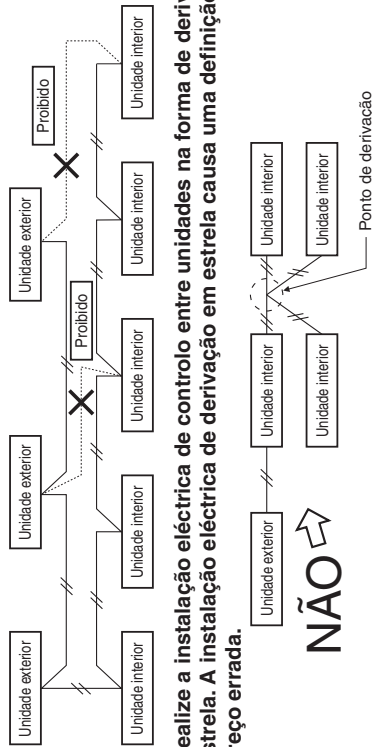 Unidade exterior
Unidade exterior
Unidade exterior
Proibido
Proibido
Unidade interior
Unidade interior
Unidade interior
Unidade interior
Unidade interior
ealize a instalação eléctrica de controlo entre unidades na forma de deriv
strela. A instalação eléctrica de derivação em estrela causa uma definição
reço errada.
Unidade exterior
Unidade interior
Unidade interior
Unidade interior
Unidade interior
NÃO
Ponto de derivação